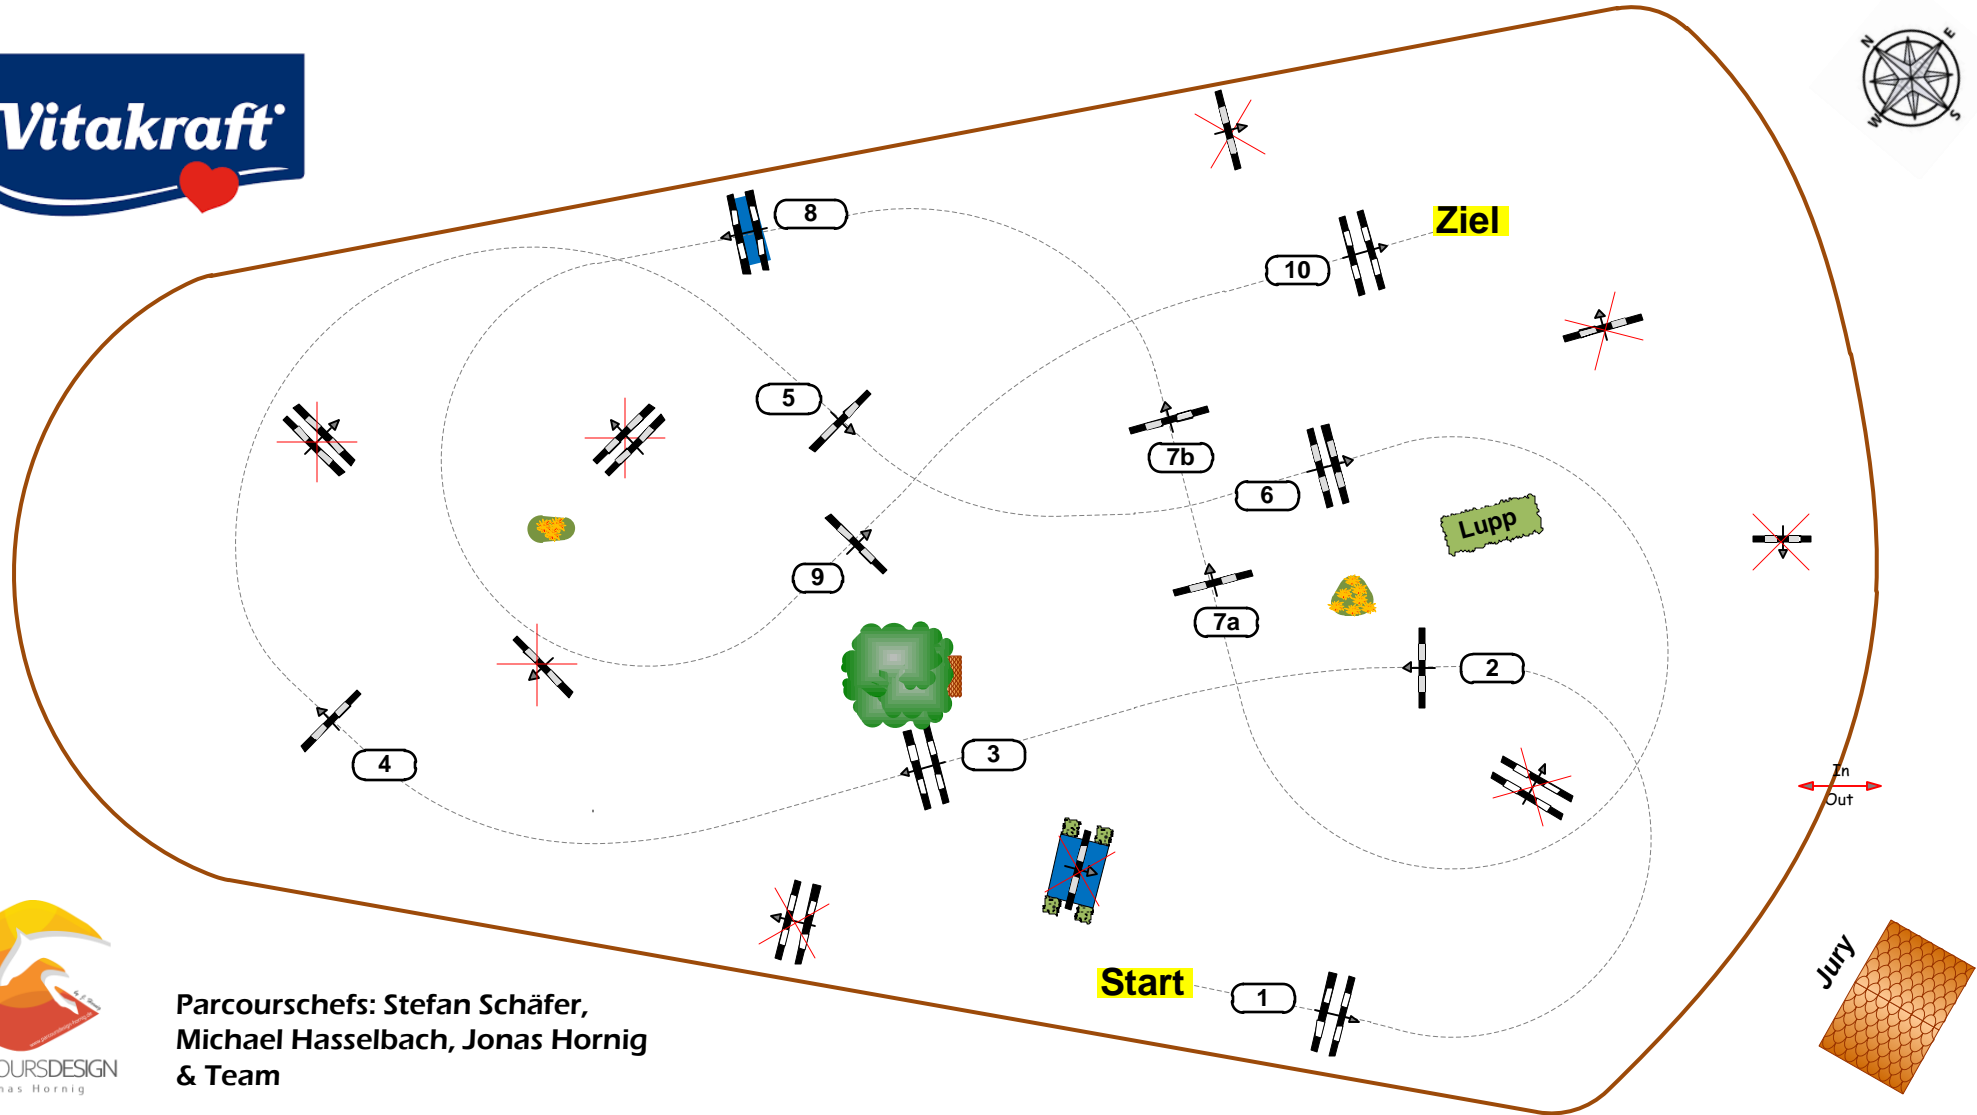 Vitakraft
N
E
W
S
8
Ziel
10
5
7b
6
Lupp
9
7a
2
4
3
In
Out
Start
1
Jury
Parcourschefs: Stefan Schäfer,
Michael Hasselbach, Jonas Hornig
& Team
OURSDESIGN
nas Hornig